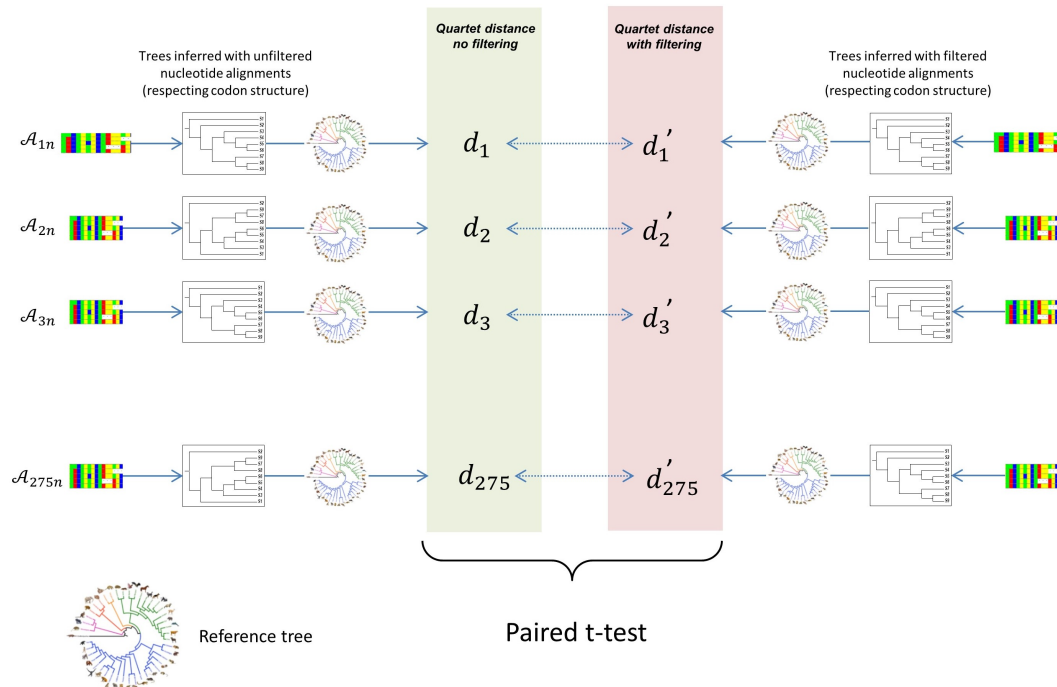 Quartet distance
no filtering
Quartet distance
with filtering
Trees inferred with unfiltered
nucleotide alignments
(respecting codon structure)
Trees inferred with filtered
nucleotide alignments
(respecting codon structure)
𝒜1n
d1
d1′
𝒜2n
d2
d2′
𝒜3n
d3
d3′
𝒜275n
d275
d′275
Reference tree
Paired t-test